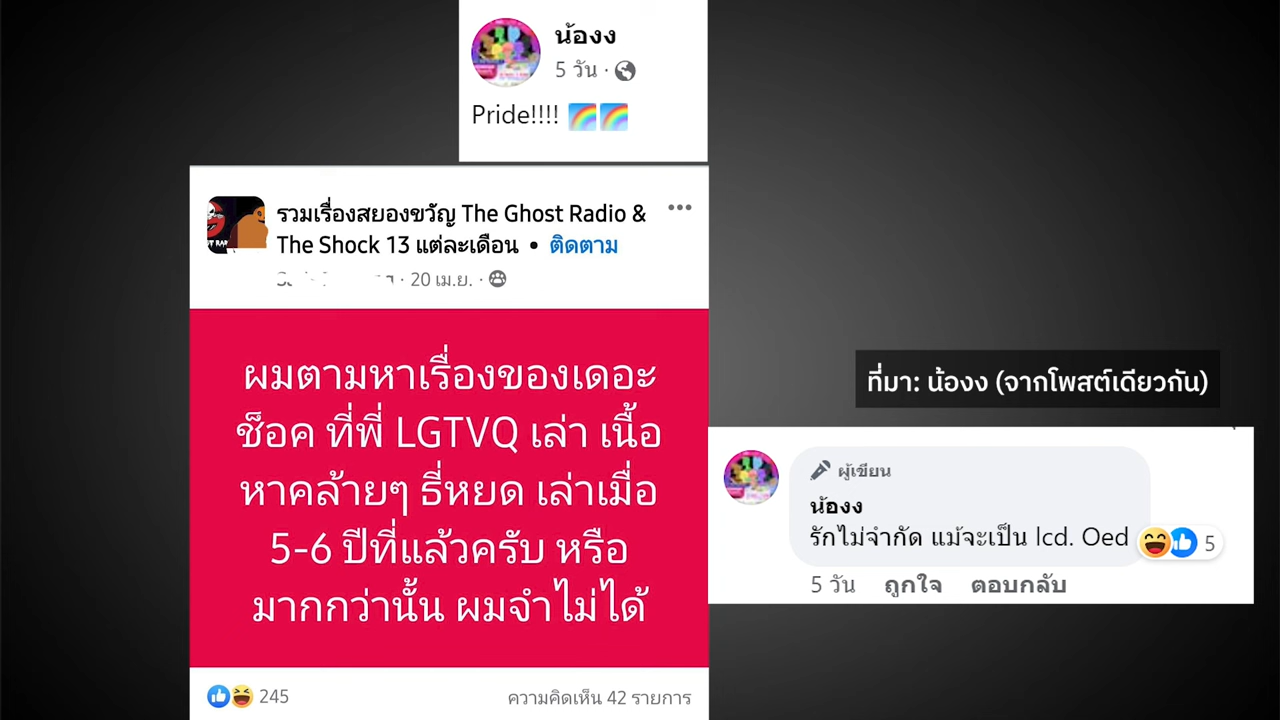 น้องง
5 วัน ·
Pride!!!! 🌈🌈
รวมเรื่องสยองขวัญ The Ghost Radio &
The Shock 13 แต่ละเดือน • ติดตาม
· 20 เม.ย. ·
ผมตามหาเรื่องของเดอะ
ช็อค ที่พี่ LGTVQ เล่า เนื้อ
หาคล้ายๆ ธี่หยด เล่าเมื่อ
5-6 ปีที่แล้วครับ หรือ
มากกว่านั้น ผมจำไม่ได้
245
ความคิดเห็น 42 รายการ
ที่มา: น้องง (จากโพสต์เดียวกัน)
ผู้เขียน
น้องง
รักไม่จำกัด แม้จะเป็น lcd. Oed
5
5 วัน ถูกใจ ตอบกลับ